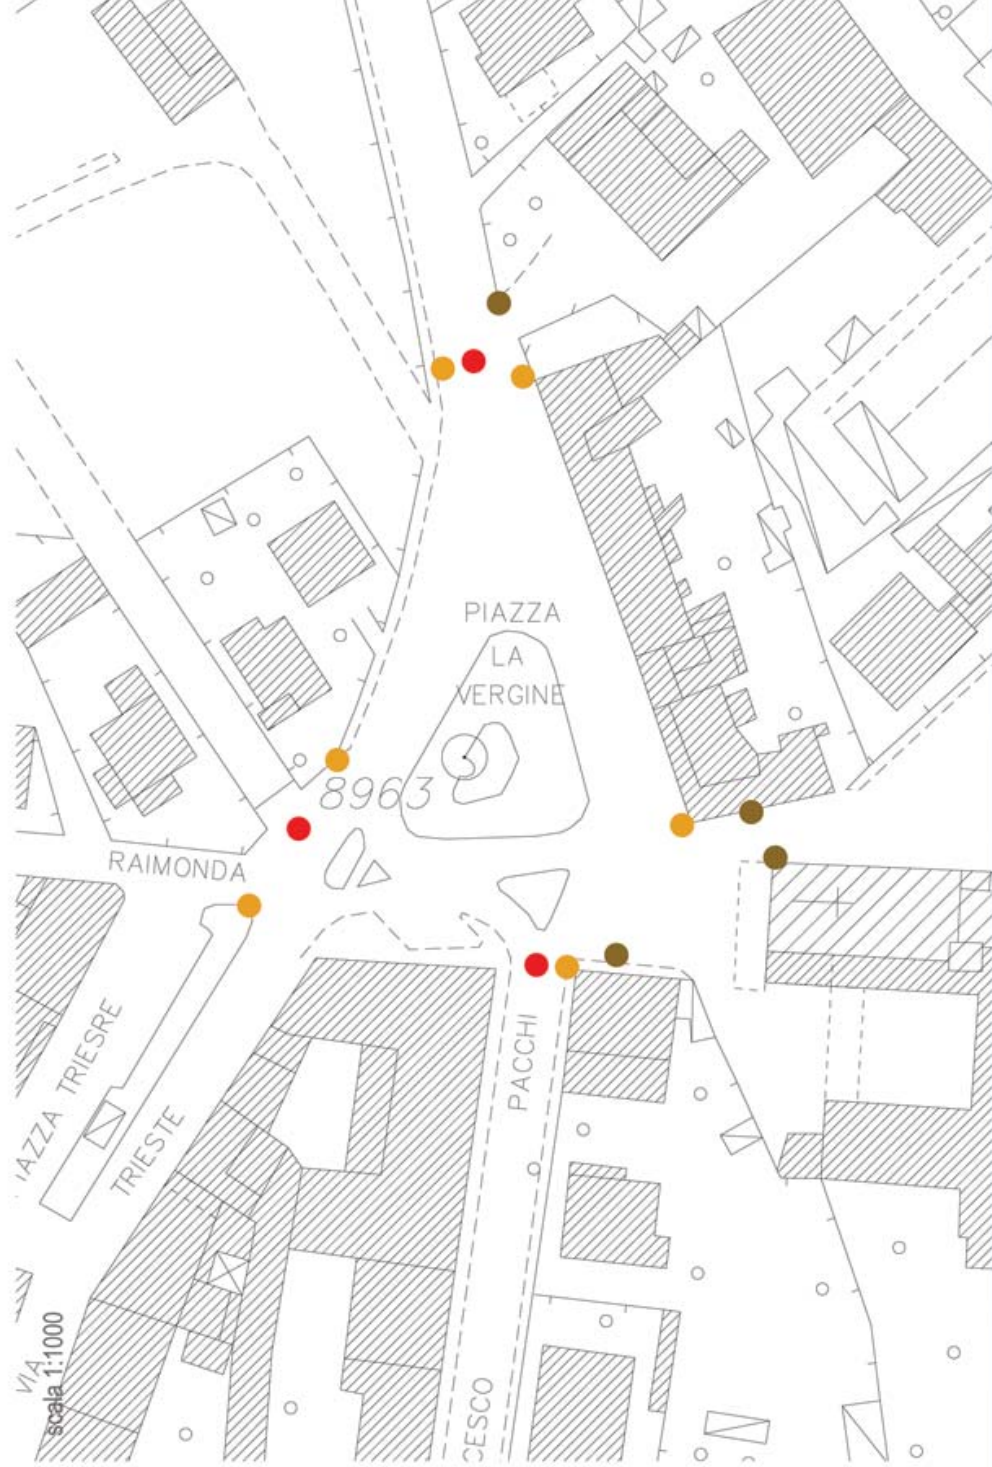 PIAZZA
LA
VERGINE
8963
RAIMONDA
IAZZA TRIESRE
TRIESTE
PACCHI
CESCO
VIA
scala 1:1000